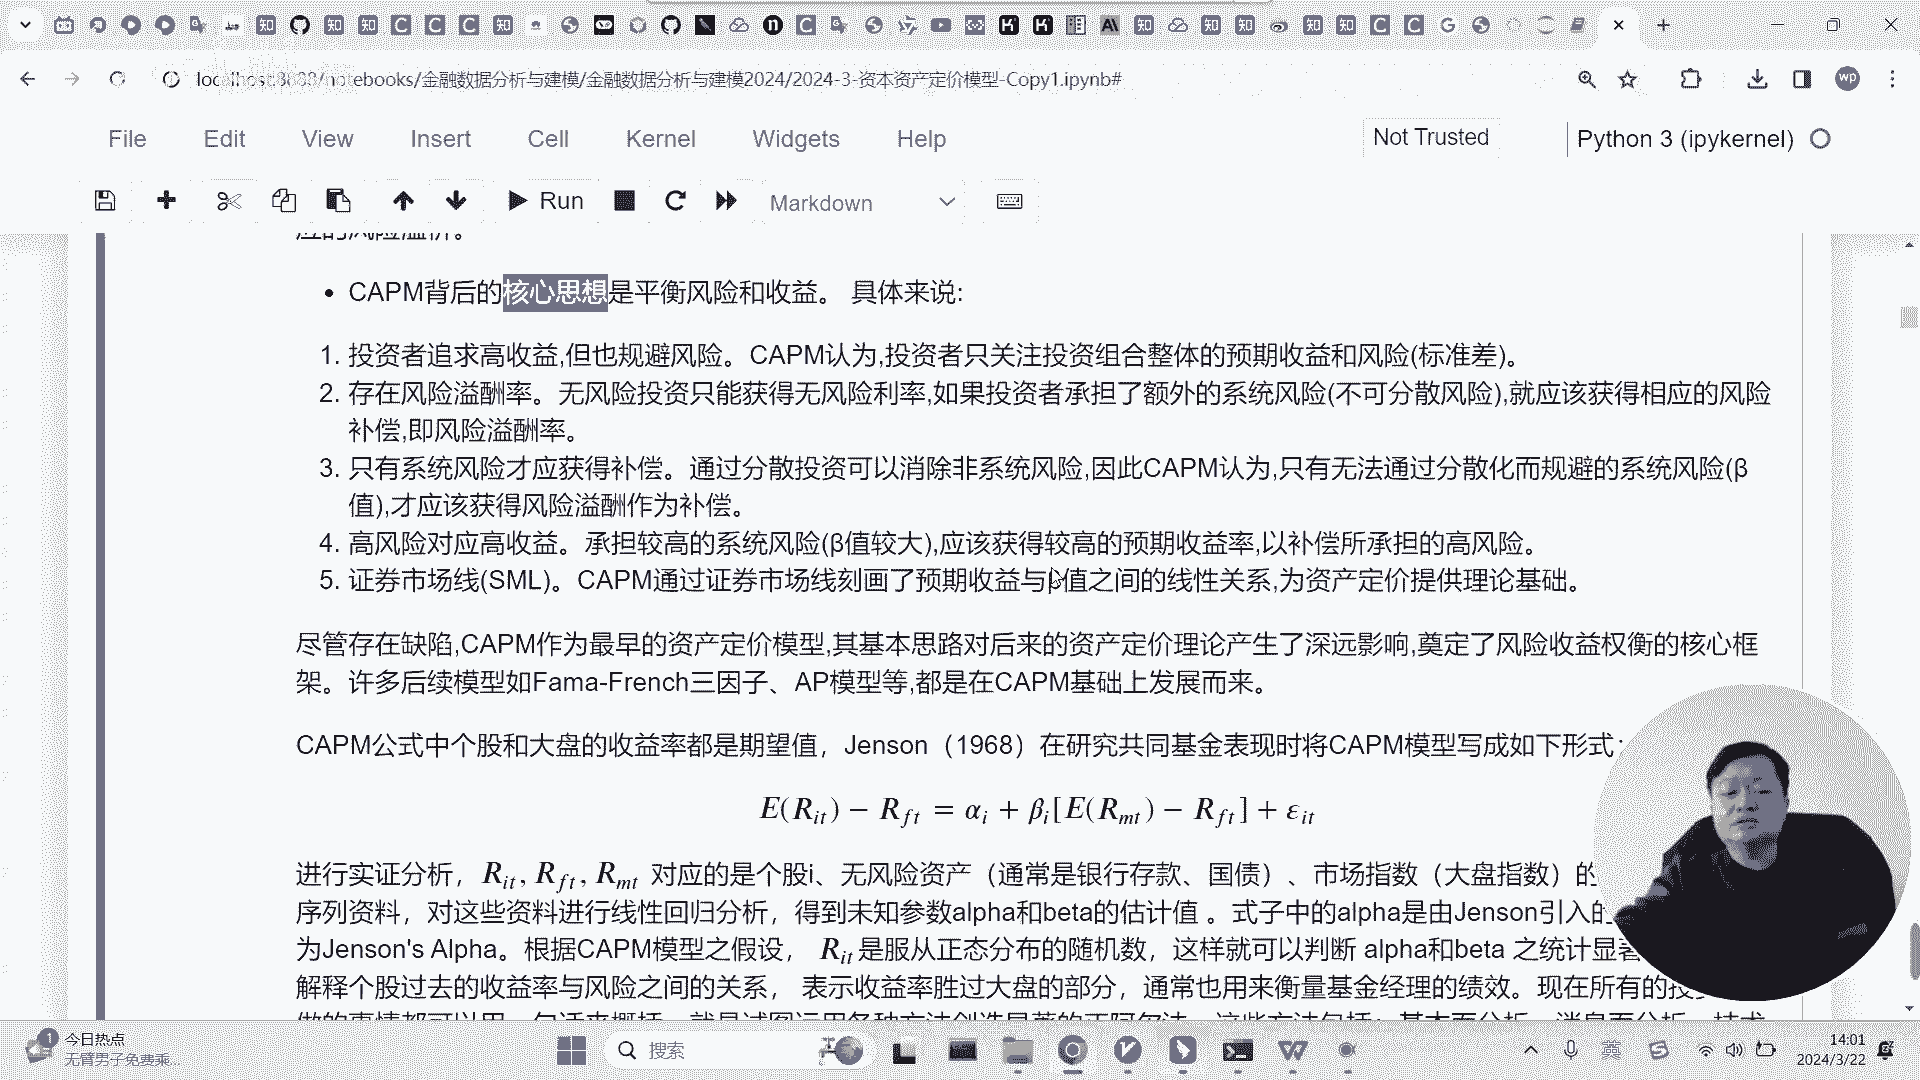 localhost:8888/notebooks/金融数据分析与建模/金融数据分析与建模2024/2024-3-资本资产定价模型-Copy1.ipynb#
wp
File Edit View Insert Cell Kernel Widgets Help
Not Trusted
Python 3 (ipykernel)
Run
Markdown
CAPM背后的核心思想是平衡风险和收益。 具体来说:
1. 投资者追求高收益,但也规避风险。CAPM认为,投资者只关注投资组合整体的预期收益和风险(标准差)。
2. 存在风险溢酬率。无风险投资只能获得无风险利率,如果投资者承担了额外的系统风险(不可分散风险),就应该获得相应的风险
补偿,即风险溢酬率。
3. 只有系统风险才应获得补偿。通过分散投资可以消除非系统风险,因此CAPM认为,只有无法通过分散化而规避的系统风险(β
值),才应该获得风险溢酬作为补偿。
4. 高风险对应高收益。承担较高的系统风险(β值较大),应该获得较高的预期收益率,以补偿所承担的高风险。
5. 证券市场线(SML)。CAPM通过证券市场线刻画了预期收益与β值之间的线性关系,为资产定价提供理论基础。
尽管存在缺陷,CAPM作为最早的资产定价模型,其基本思路对后来的资产定价理论产生了深远影响,奠定了风险收益权衡的核心框
架。许多后续模型如Fama-French三因子、AP模型等,都是在CAPM基础上发展而来。
CAPM公式中个股和大盘的收益率都是期望值，Jenson（1968）在研究共同基金表现时将CAPM模型写成如下形式：
E(R_{it}) − R_{ft} = α_i + β_i[E(R_{mt}) − R_{ft}] + ε_{it}
进行实证分析， R_{it}, R_{ft}, R_{mt} 对应的是个股i、无风险资产（通常是银行存款、国债）、市场指数（大盘指数）的
序列资料，对这些资料进行线性回归分析，得到未知参数alpha和beta的估计值 。式子中的alpha是由Jenson引入的
为Jenson's Alpha。根据CAPM模型之假设， R_{it} 是服从正态分布的随机数，这样就可以判断 alpha和beta 之统计显
解释个股过去的收益率与风险之间的关系， 表示收益率胜过大盘的部分，通常也用来衡量基金经理的绩效。现在所有的投
今日热点
无臂男子免费乘...
搜索
英
14:01
2024/3/22